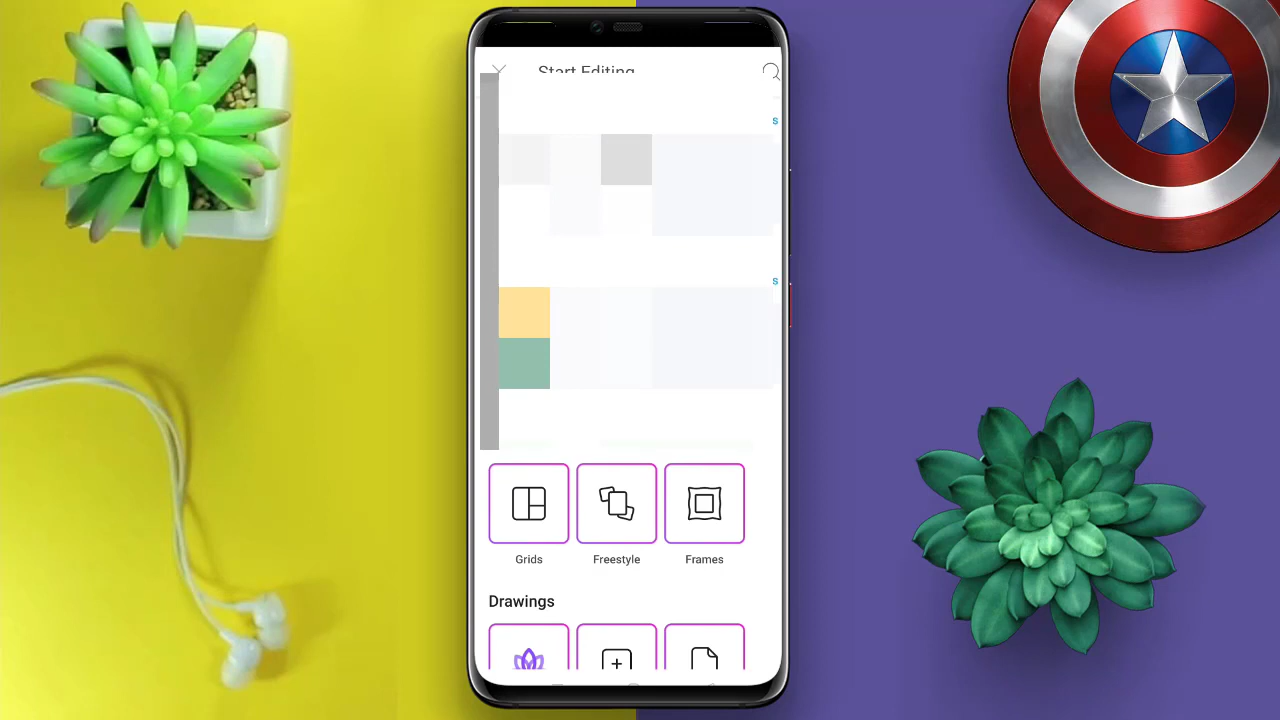 Start Editing
S
S
Grids Freestyle Frames
Drawings